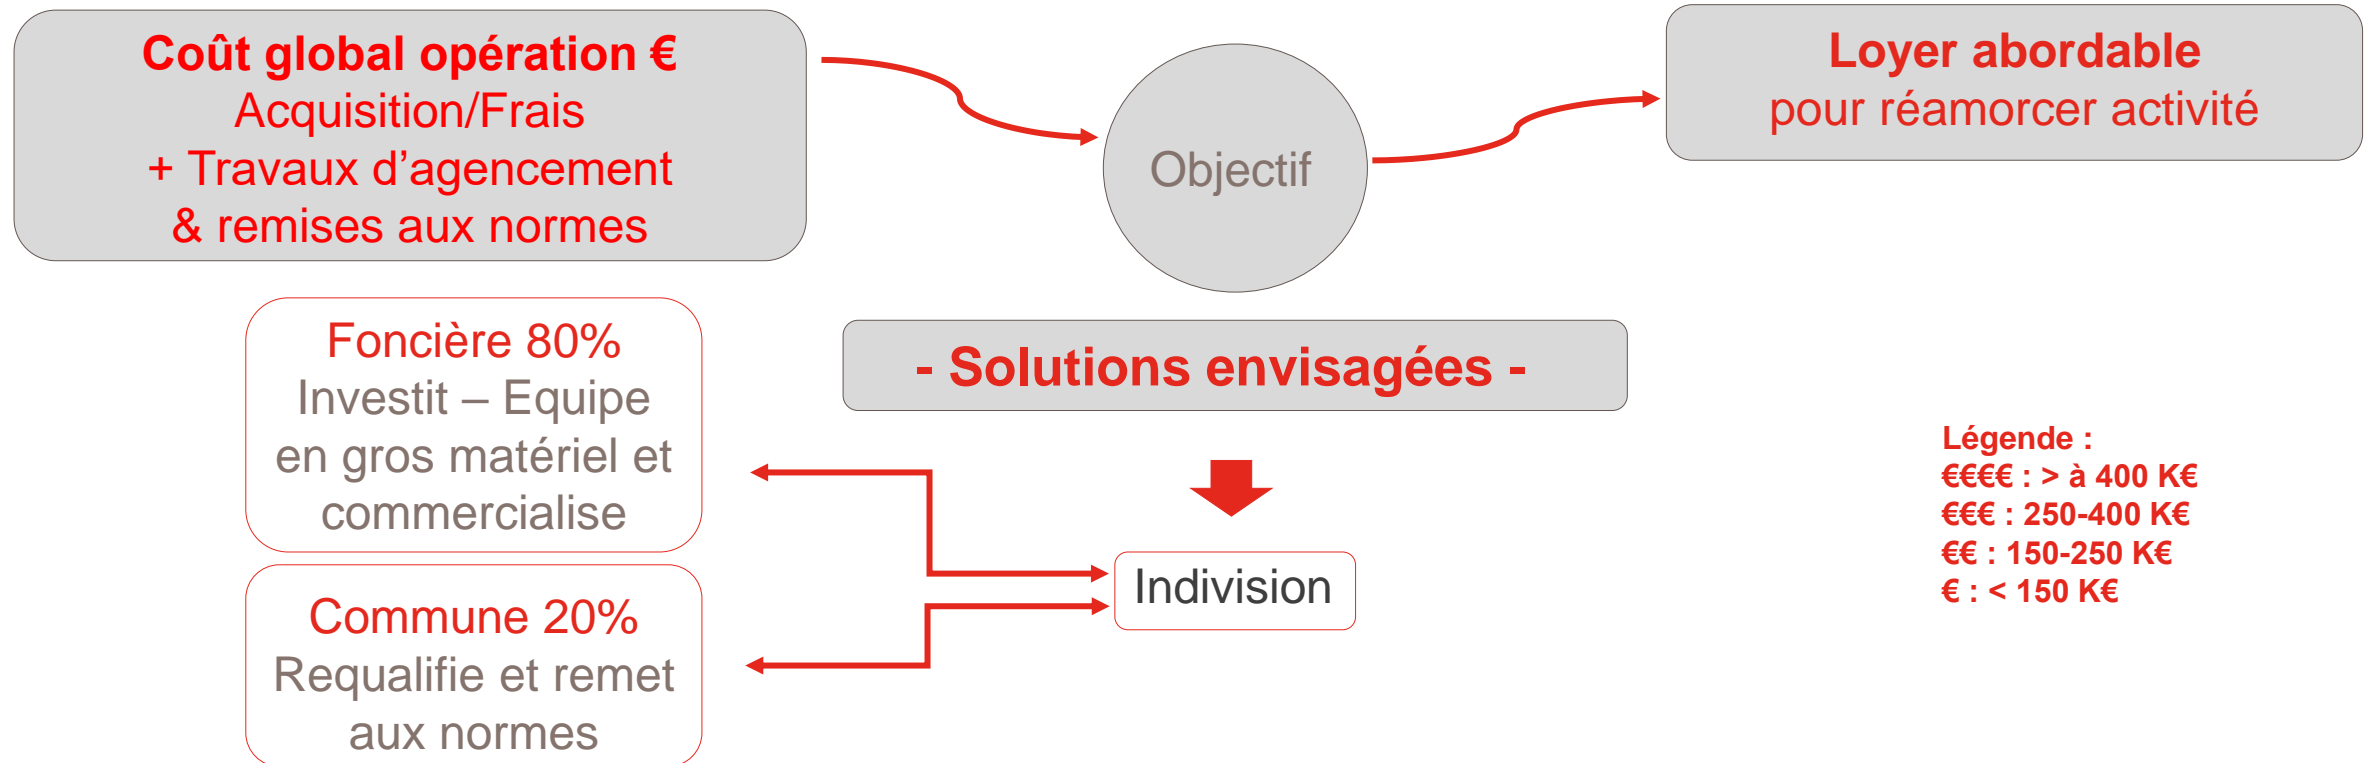 Coût global opération €
Acquisition/Frais
+ Travaux d’agencement
& remises aux normes
Objectif
Loyer abordable
pour réamorcer activité
- Solutions envisagées -
Foncière 80%
Investit – Equipe
en gros matériel et
commercialise
Commune 20%
Requalifie et remet
aux normes
Indivision
Légende :
€€€€ : > à 400 K€
€€€ : 250-400 K€
€€ : 150-250 K€
€ : < 150 K€